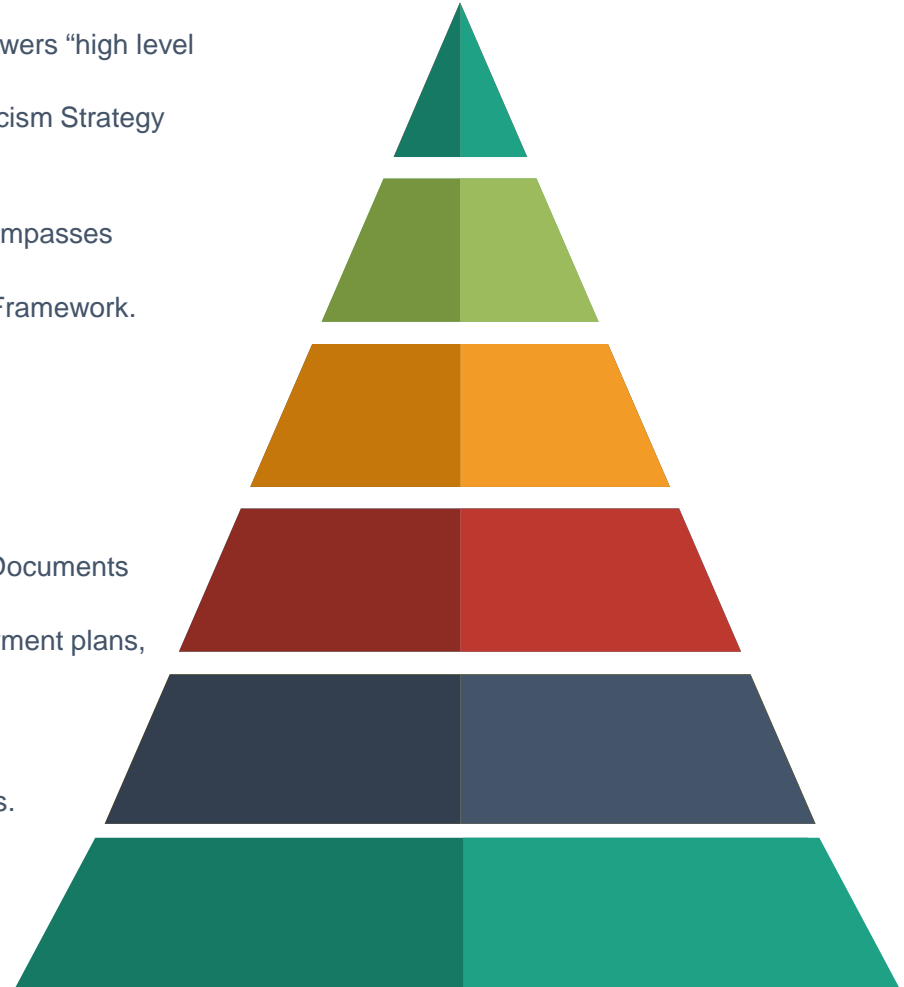 wers “high level
cism Strategy
mpasses
Framework.
Documents
ment plans,
s.